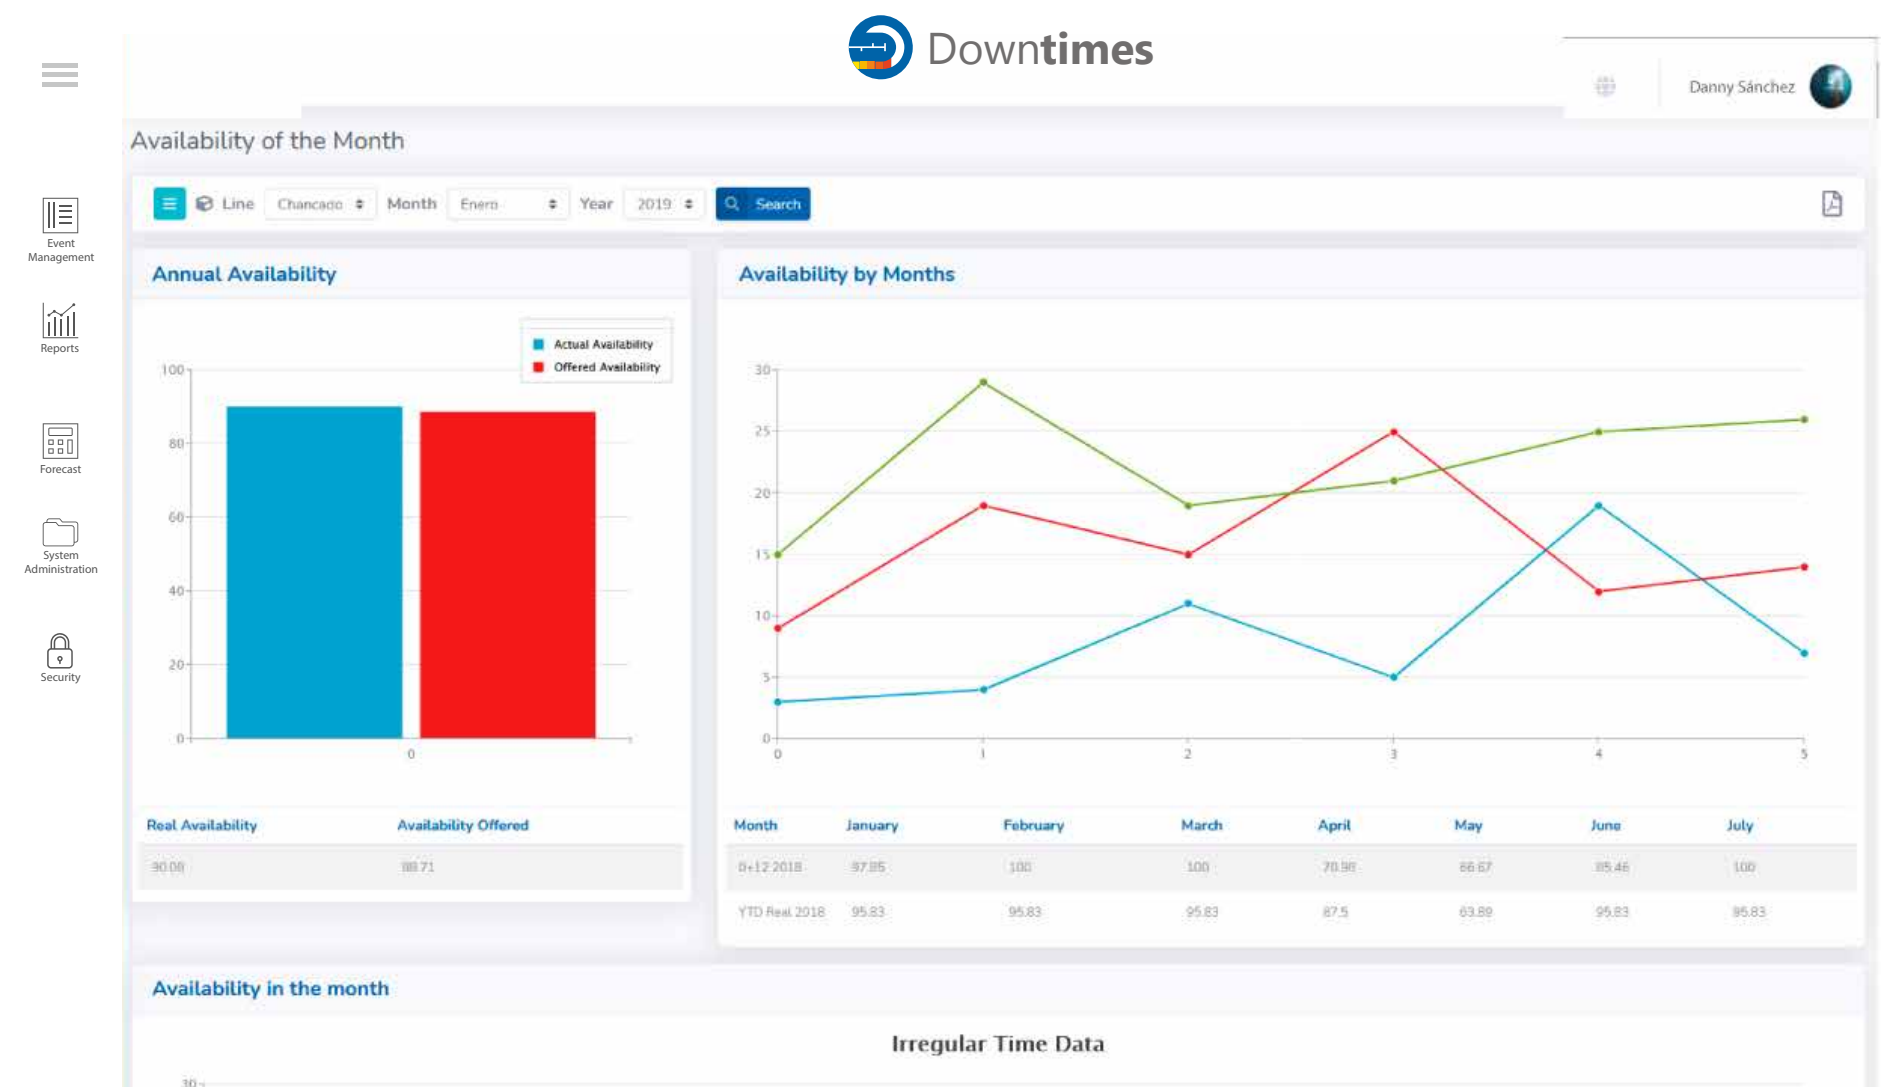 Downtimes
Danny Sánchez
Availability of the Month
Line Chancado Month Enero Year 2019 Search
Event
Management
Reports
Forecast
System
Administration
Security
Annual Availability
Actual Availability
Offered Availability
100
80
60
40
20
0
0
Real Availability Availability Offered
90.08 88.71
Availability by Months
30
25
20
15
10
5
0
0 1 2 3 4 5
Month January February March April May June July
0+12 2018 97.85 100 100 70.98 66.67 85.46 100
YTD Real 2018 95.83 95.83 95.83 87.5 63.89 95.83 95.83
Availability in the month
Irregular Time Data
30